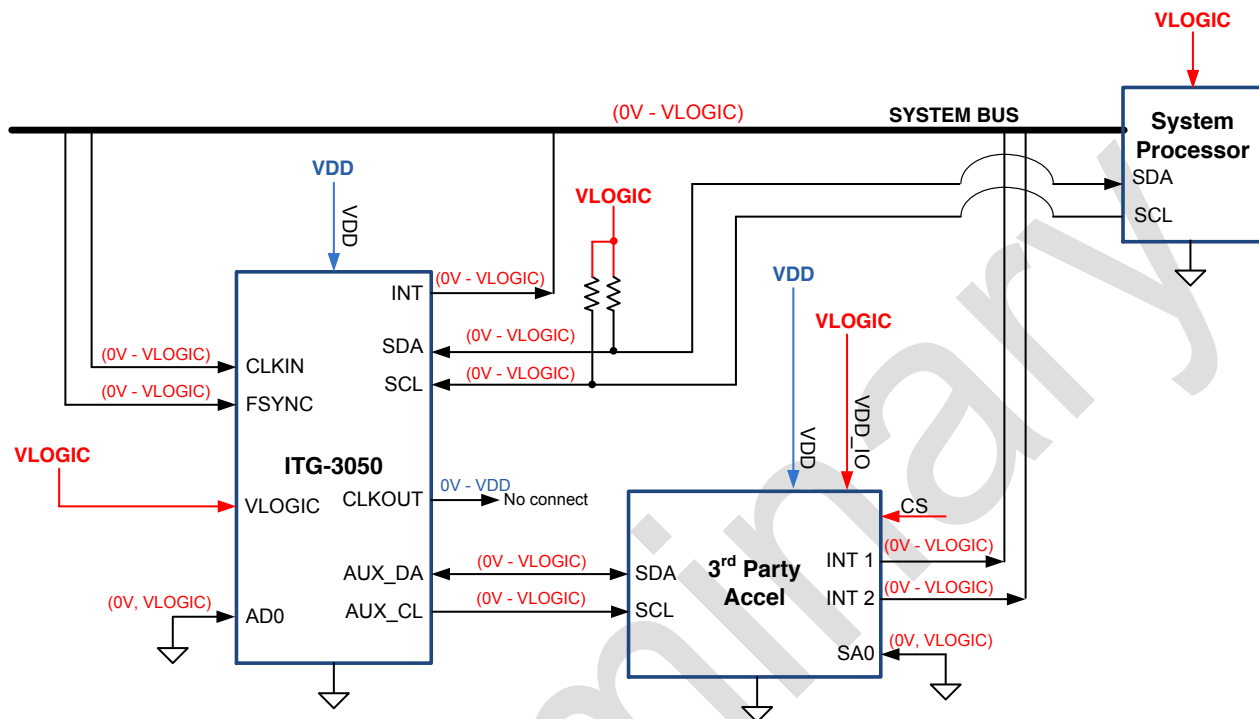 VLOGIC
(0V - VLOGIC)
SYSTEM BUS
System
Processor
SDA
SCL
VDD
VDD
VLOGIC
(0V - VLOGIC)
INT
VDD
VLOGIC
(0V - VLOGIC)
SDA
(0V - VLOGIC)
CLKIN
(0V - VLOGIC)
SCL
(0V - VLOGIC)
FSYNC
VDD
VDD_IO
VLOGIC
ITG-3050
VLOGIC
CLKOUT
0V - VDD
No connect
CS
3rd Party
Accel
INT 1
(0V - VLOGIC)
INT 2
(0V - VLOGIC)
AUX_DA
(0V - VLOGIC)
SDA
AUX_CL
(0V - VLOGIC)
SCL
(0V, VLOGIC)
AD0
SA0
(0V, VLOGIC)